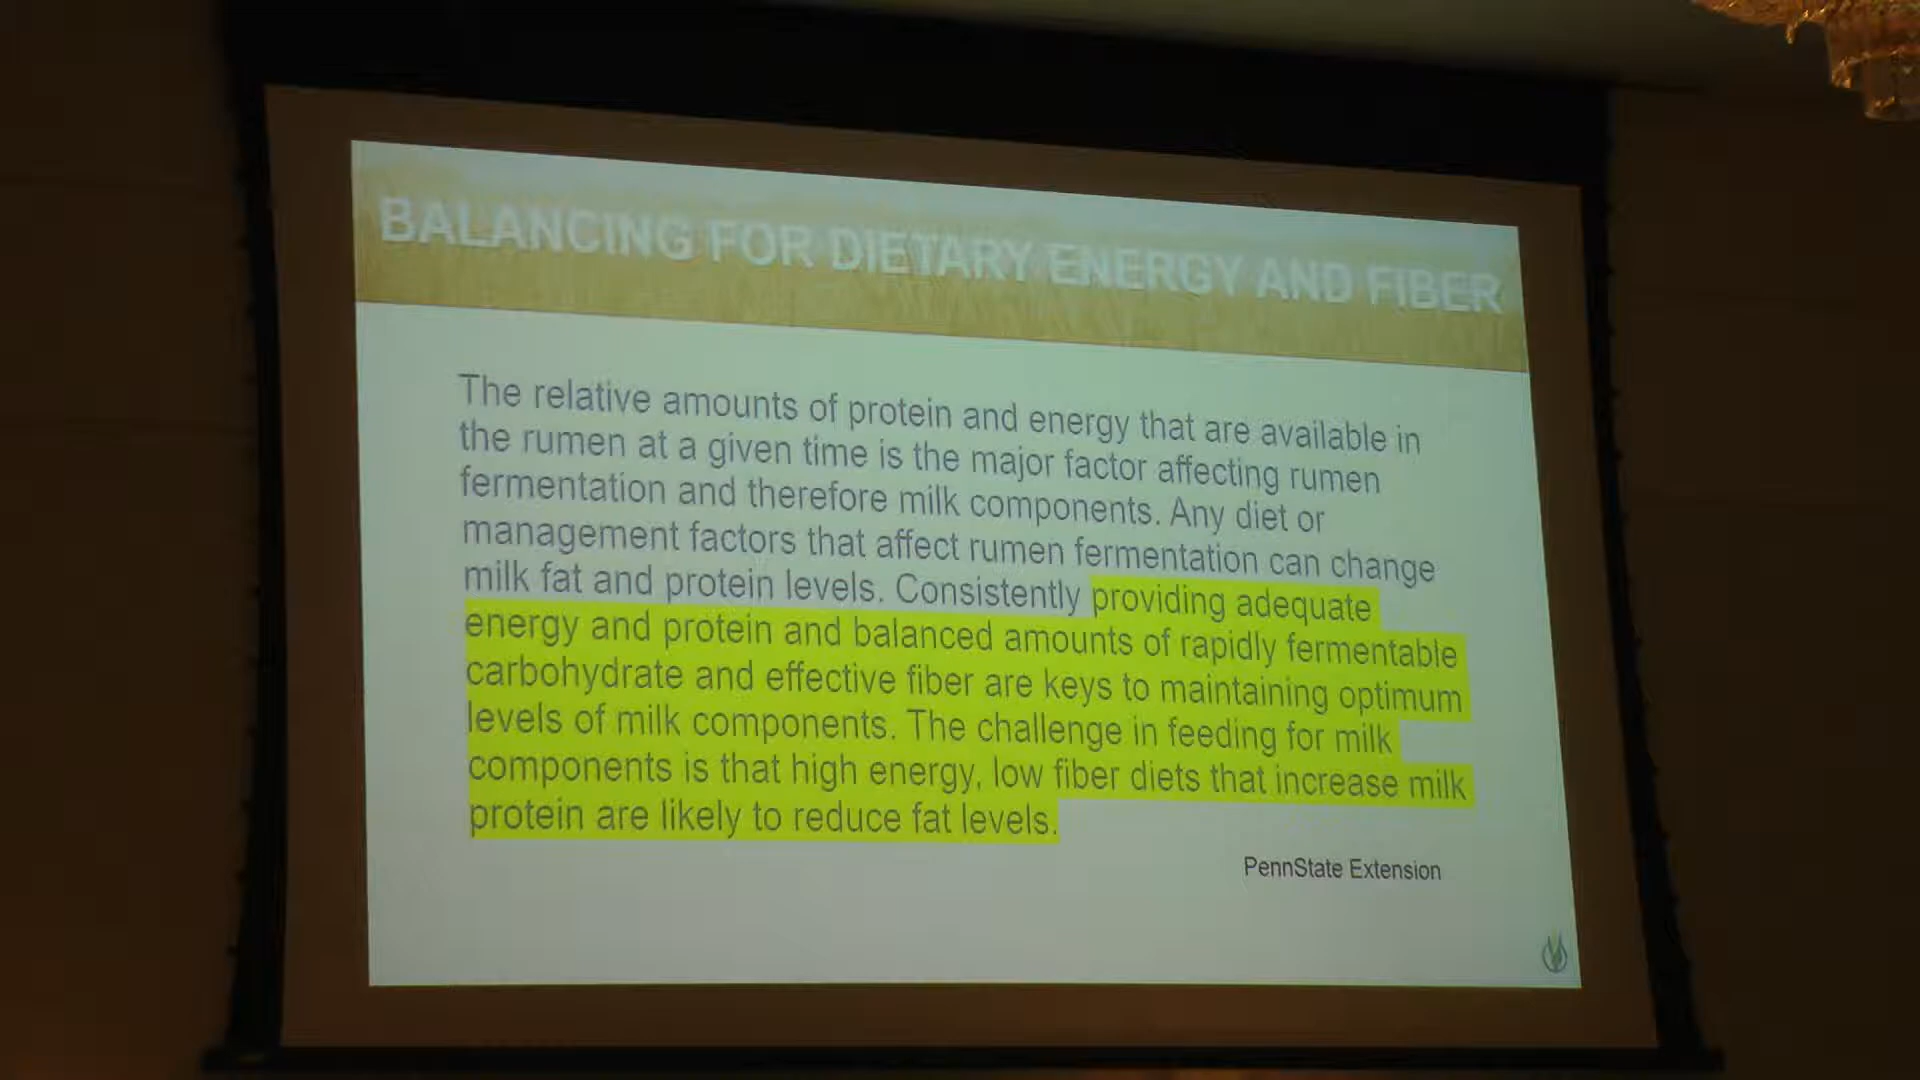 BALANCING FOR DIETARY ENERGY AND FIBER
The relative amounts of protein and energy that are available in
the rumen at a given time is the major factor affecting rumen
fermentation and therefore milk components. Any diet or
management factors that affect rumen fermentation can change
milk fat and protein levels. Consistently providing adequate
energy and protein and balanced amounts of rapidly fermentable
carbohydrate and effective fiber are keys to maintaining optimum
levels of milk components. The challenge in feeding for milk
components is that high energy, low fiber diets that increase milk
protein are likely to reduce fat levels.
PennState Extension